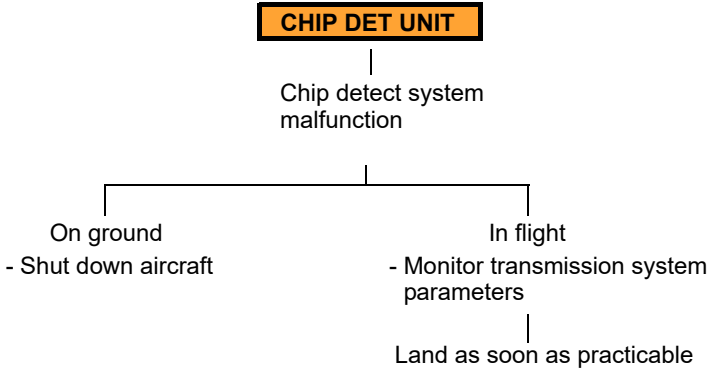 CHIP DET UNIT
Chip detect system
malfunction
On ground
- Shut down aircraft
In flight
- Monitor transmission system
parameters
Land as soon as practicable